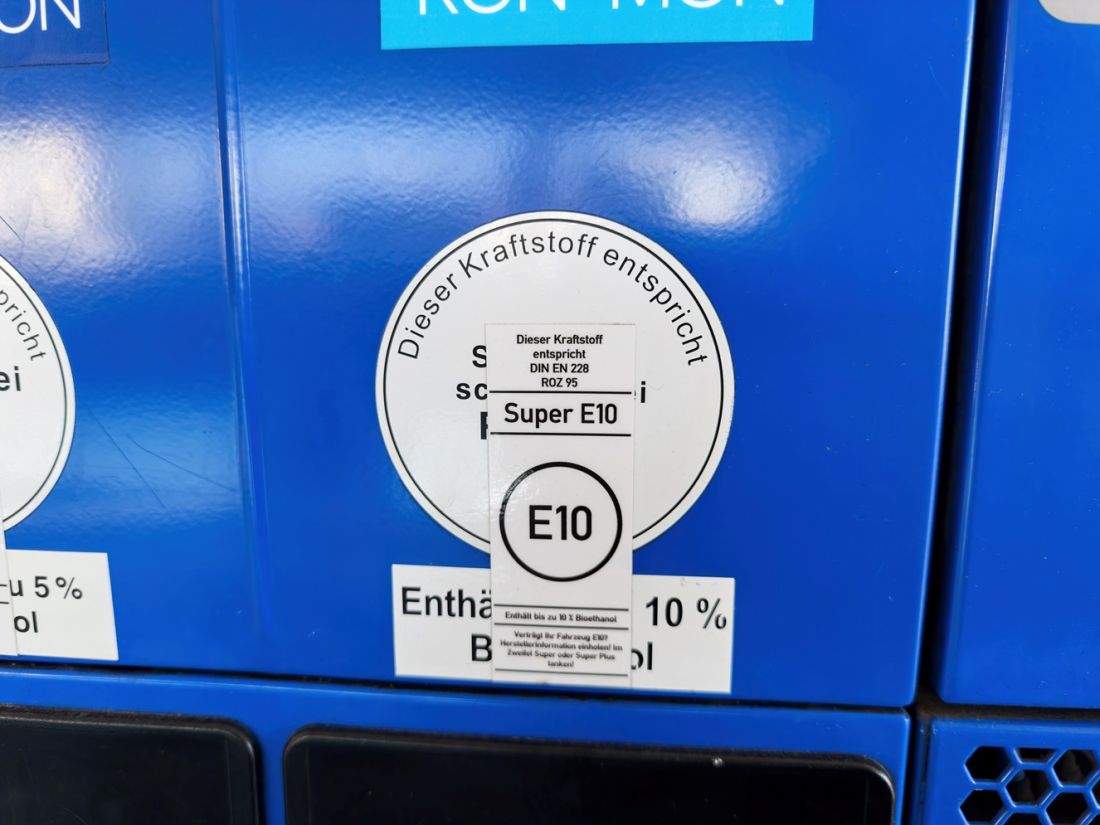 Dieser Kraftstoff entspricht
Dieser Kraftstoff
entspricht
DIN EN 228
ROZ 95
Super E10
E10
Enthält bis zu 10 % Bioethanol
Verträgt Ihr Fahrzeug E10?
Herstellerinformation einholen! Im
Zweifel Super oder Super Plus
tanken!
10 %
5%